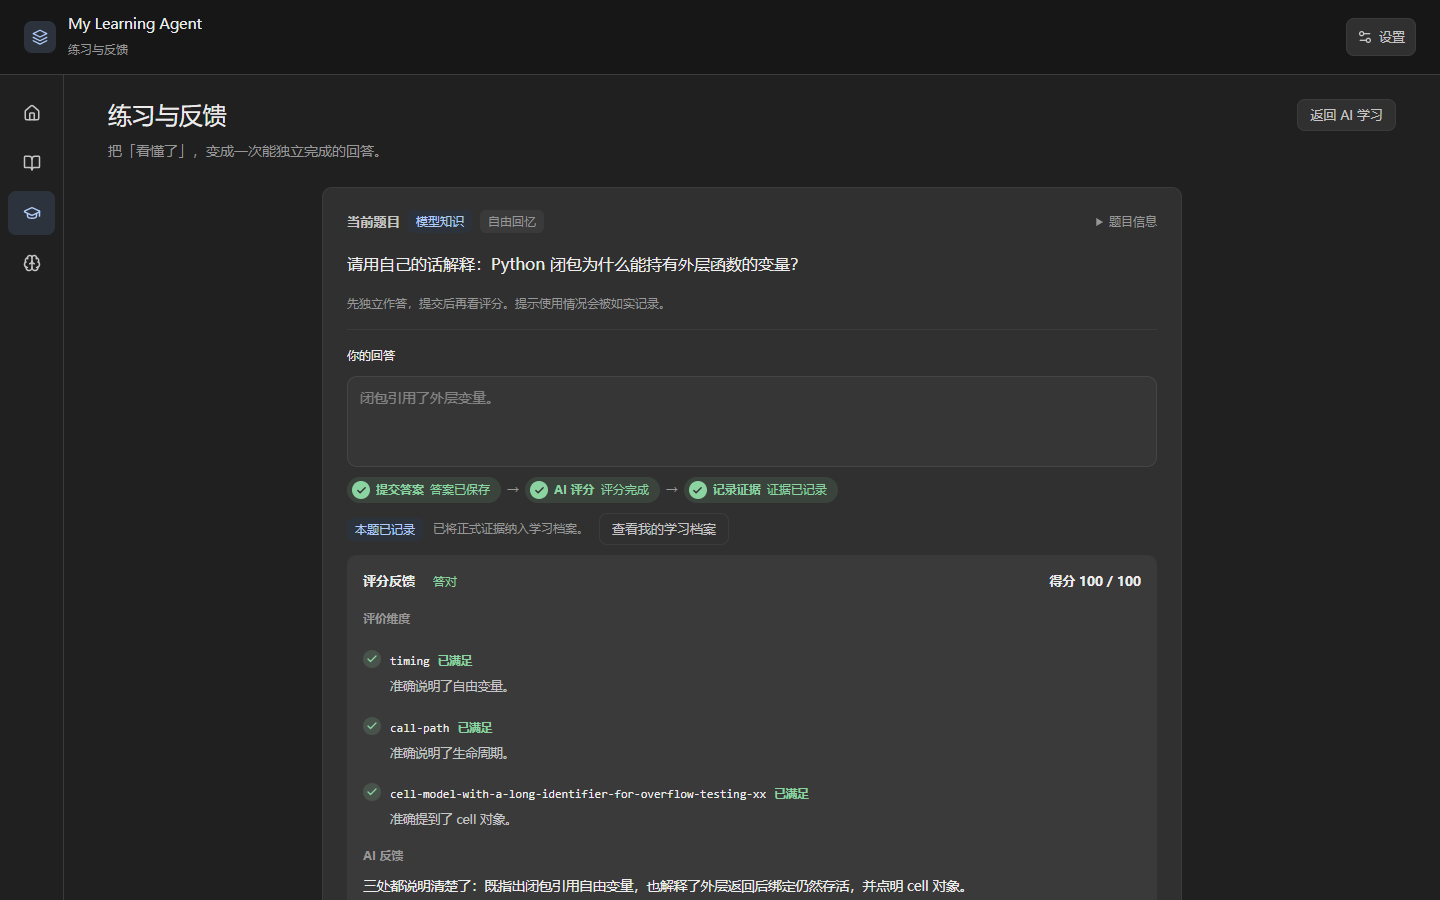 My Learning Agent
练习与反馈
设置
练习与反馈
返回 AI 学习
把「看懂了」，变成一次能独立完成的回答。
当前题目 模型知识 自由回忆
▶ 题目信息
请用自己的话解释：Python 闭包为什么能持有外层函数的变量？
先独立作答，提交后再看评分。提示使用情况会被如实记录。
你的回答
闭包引用了外层变量。
提交答案 答案已保存 → AI 评分 评分完成 → 记录证据 证据已记录
本题已记录 已将正式证据纳入学习档案。 查看我的学习档案
评分反馈 答对
得分 100 / 100
评价维度
timing 已满足
准确说明了自由变量。
call-path 已满足
准确说明了生命周期。
cell-model-with-a-long-identifier-for-overflow-testing-xx 已满足
准确提到了 cell 对象。
AI 反馈
三处都说明清楚了：既指出闭包引用自由变量，也解释了外层返回后绑定仍然存活，并点明 cell 对象。